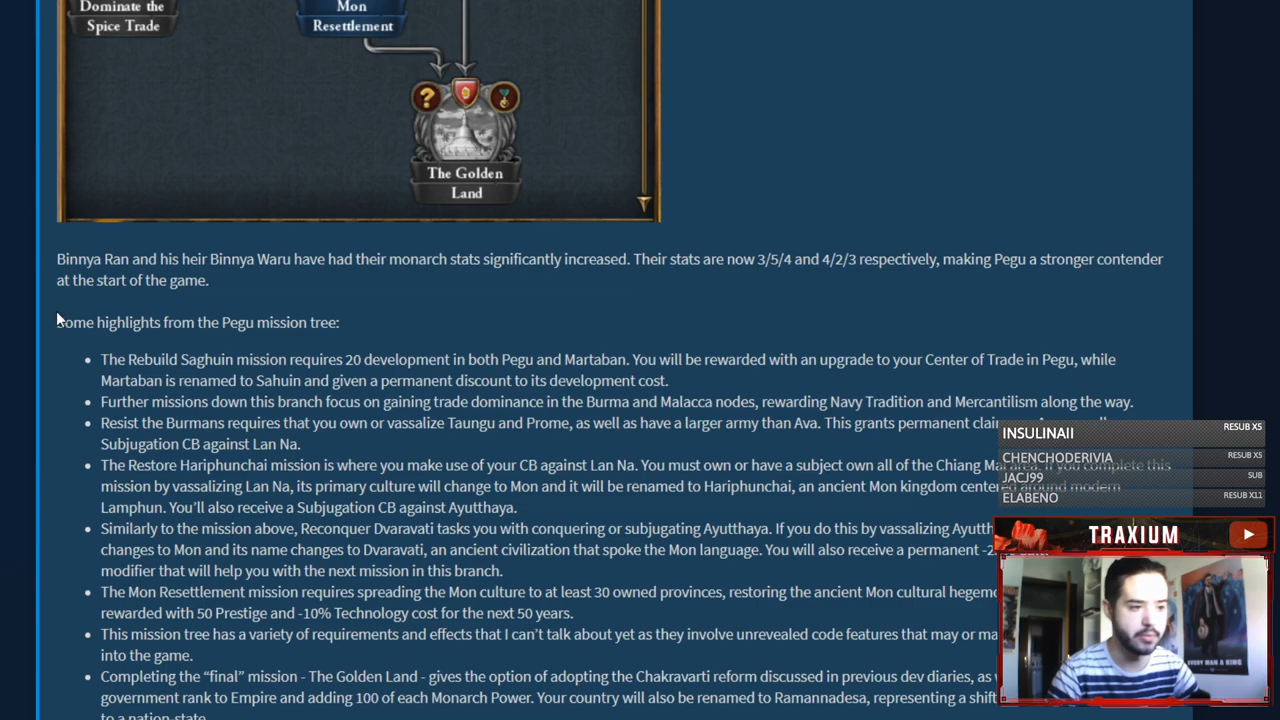 Dominate the
Spice Trade
Mon
Resettlement
?
The Golden
Land
Binnya Ran and his heir Binnya Waru have had their monarch stats significantly increased. Their stats are now 3/5/4 and 4/2/3 respectively, making Pegu a stronger contender
at the start of the game.
Some highlights from the Pegu mission tree:
• The Rebuild Saghuin mission requires 20 development in both Pegu and Martaban. You will be rewarded with an upgrade to your Center of Trade in Pegu, while
Martaban is renamed to Sahuin and given a permanent discount to its development cost.
• Further missions down this branch focus on gaining trade dominance in the Burma and Malacca nodes, rewarding Navy Tradition and Mercantilism along the way.
• Resist the Burmans requires that you own or vassalize Taungu and Prome, as well as have a larger army than Ava. This grants permanent
Subjugation CB against Lan Na.
• The Restore Hariphunchai mission is where you make use of your CB against Lan Na. You must own or have a subject own all of the Chiang Mai area. If you complete this
mission by vassalizing Lan Na, its primary culture will change to Mon and it will be renamed to Hariphunchai, an ancient Mon kingdom centered around modern
Lamphun. You'll also receive a Subjugation CB against Ayutthaya.
• Similarly to the mission above, Reconquer Dvaravati tasks you with conquering or subjugating Ayutthaya. If you do this by vassalizing
changes to Mon and its name changes to Dvaravati, an ancient civilization that spoke the Mon language. You will also receive a permanent
modifier that will help you with the next mission in this branch.
• The Mon Resettlement mission requires spreading the Mon culture to at least 30 owned provinces, restoring the ancient Mon cultural
rewarded with 50 Prestige and -10% Technology cost for the next 50 years.
• This mission tree has a variety of requirements and effects that I can't talk about yet as they involve unrevealed code features that may or
into the game.
• Completing the "final" mission - The Golden Land - gives the option of adopting the Chakravarti reform discussed in previous dev diaries, as
government rank to Empire and adding 100 of each Monarch Power. Your country will also be renamed to Ramannadesa, representing a shift
to a nation-state.
INSULINAII RESUB X5
CHENCHODERIVIA RESUB X5
JACJ99 SUB
ELABENO RESUB X11
TRAXIUM
EVERY MAN A KING